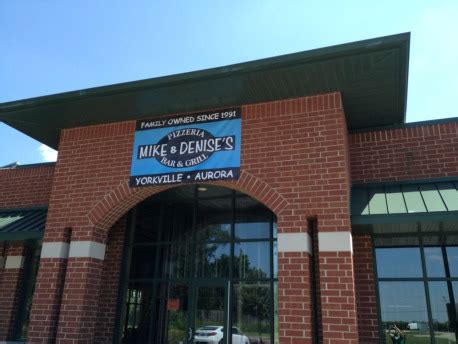 FAMILY OWNED SINCE 1991
PIZZERIA
MIKE & DENISE'S
BAR & GRILL
YORKVILLE • AURORA